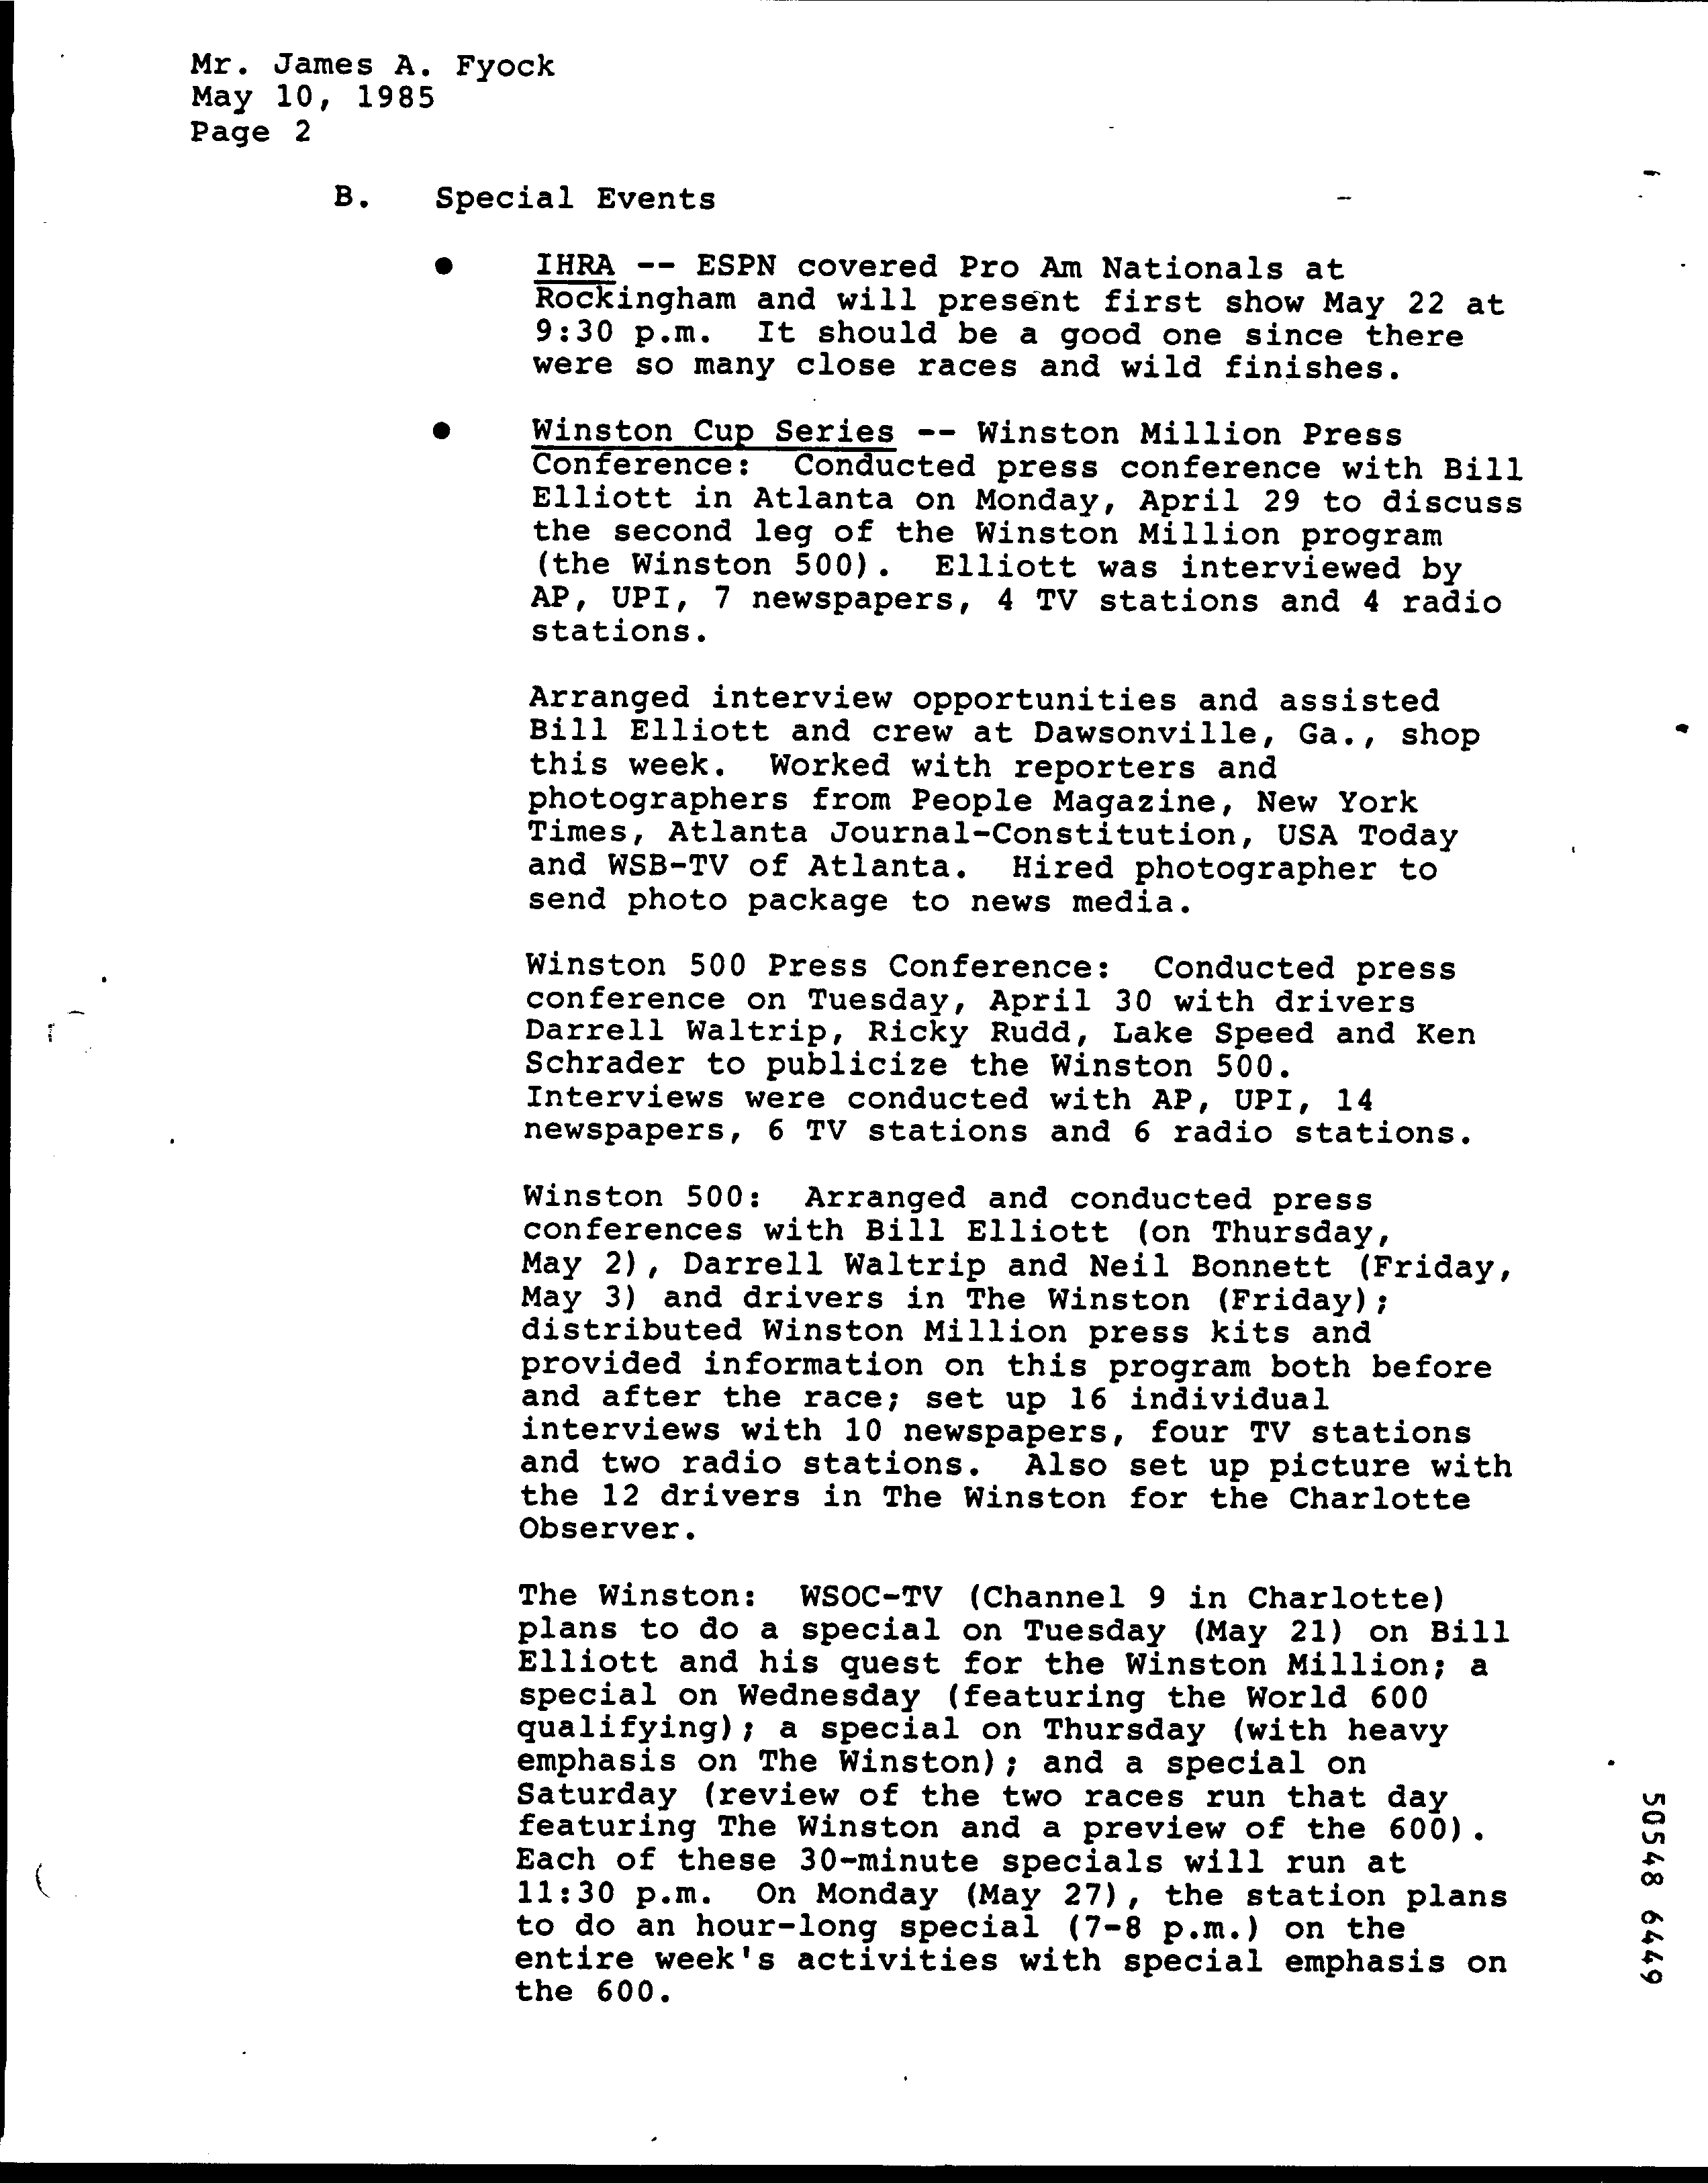 Mr. James A. Fyock
May 10, 1985
Page 2
B. Special Events
● IHRA -- ESPN covered Pro Am Nationals at
Rockingham and will present first show May 22 at
9:30 p.m. It should be a good one since there
were so many close races and wild finishes.
● Winston Cup Series -- Winston Million Press
Conference: Conducted press conference with Bill
Elliott in Atlanta on Monday, April 29 to discuss
the second leg of the Winston Million program
(the Winston 500). Elliott was interviewed by
AP, UPI, 7 newspapers, 4 TV stations and 4 radio
stations.
Arranged interview opportunities and assisted
Bill Elliott and crew at Dawsonville, Ga., shop
this week. Worked with reporters and
photographers from People Magazine, New York
Times, Atlanta Journal-Constitution, USA Today
and WSB-TV of Atlanta. Hired photographer to
send photo package to news media.
Winston 500 Press Conference: Conducted press
conference on Tuesday, April 30 with drivers
Darrell Waltrip, Ricky Rudd, Lake Speed and Ken
Schrader to publicize the Winston 500.
Interviews were conducted with AP, UPI, 14
newspapers, 6 TV stations and 6 radio stations.
Winston 500: Arranged and conducted press
conferences with Bill Elliott (on Thursday,
May 2), Darrell Waltrip and Neil Bonnett (Friday,
May 3) and drivers in The Winston (Friday);
distributed Winston Million press kits and
provided information on this program both before
and after the race; set up 16 individual
interviews with 10 newspapers, four TV stations
and two radio stations. Also set up picture with
the 12 drivers in The Winston for the Charlotte
Observer.
The Winston: WSOC-TV (Channel 9 in Charlotte)
plans to do a special on Tuesday (May 21) on Bill
Elliott and his quest for the Winston Million; a
special on Wednesday (featuring the World 600
qualifying); a special on Thursday (with heavy
emphasis on The Winston); and a special on
Saturday (review of the two races run that day
featuring The Winston and a preview of the 600).
Each of these 30-minute specials will run at
11:30 p.m. On Monday (May 27), the station plans
to do an hour-long special (7-8 p.m.) on the
entire week's activities with special emphasis on
the 600.
50548 6449